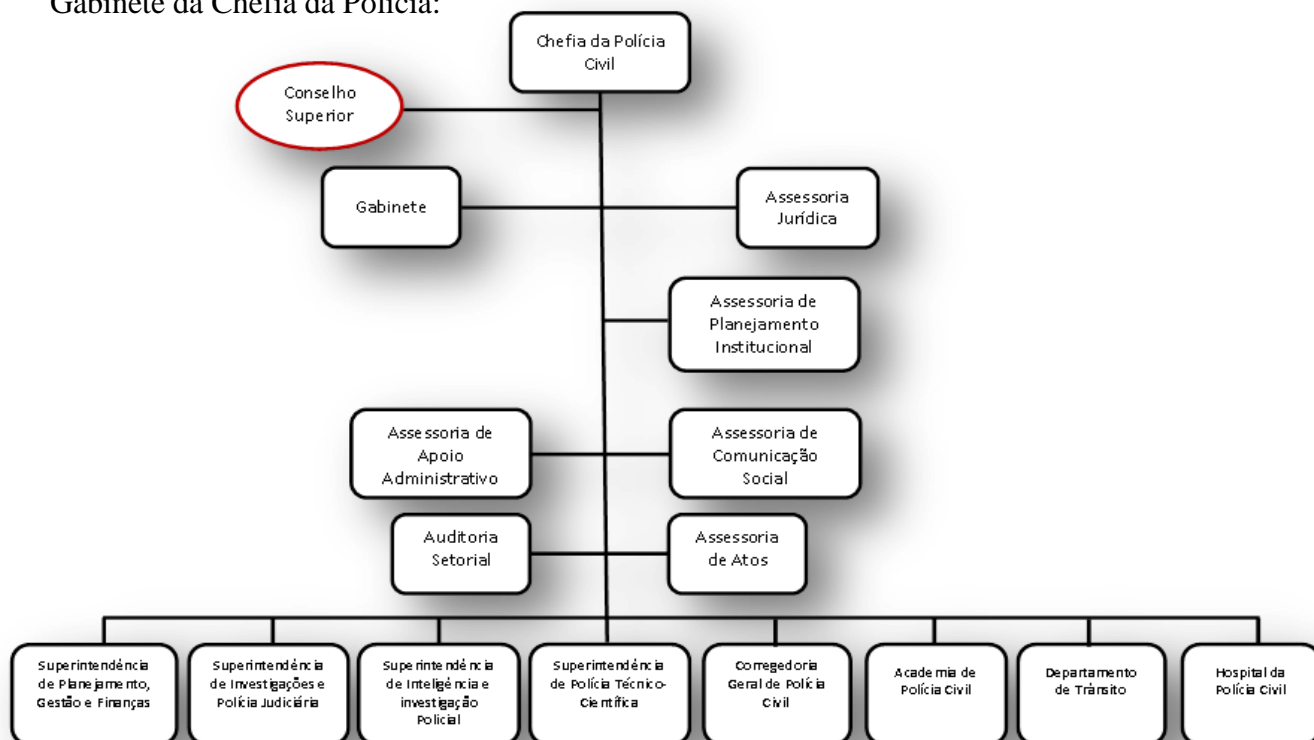 Gabinete da Chefia da Polícia:
Chefia da Polícia
Civil
Conselho
Superior
Gabinete
Assessoria
Jurídica
Assessoria de
Planejamento
Institucional
Assessoria de
Apoio
Administrativo
Assessoria de
Comunicação
Social
Auditoria
Setorial
Assessoria
de Atos
Superintendência
de Planejamento,
Gestão e Finanças
Superintendência
de Investigações e
Polícia Judiciária
Superintendência
de Inteligência e
investigação
Policial
Superintendência
de Polícia Técnico-
Científica
Corregedoria
Geral de Polícia
Civil
Academia de
Polícia Civil
Departamento
de Trânsito
Hospital da
Polícia Civil